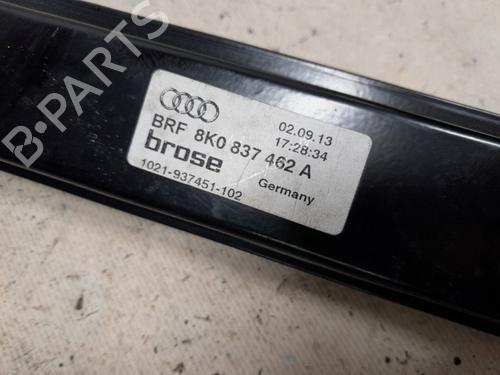 02.09.13
17:28:34
BRF 8K0 837 462 A
brose
1021-937451-102
Germany
B-PARTS